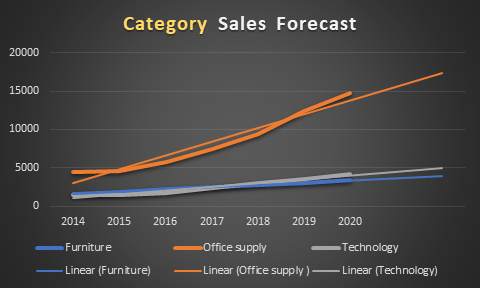 Category Sales Forecast
20000
15000
10000
5000
0
2014 2015 2016 2017 2018 2019 2020
Furniture Office supply Technology
Linear (Furniture) Linear (Office supply ) Linear (Technology)